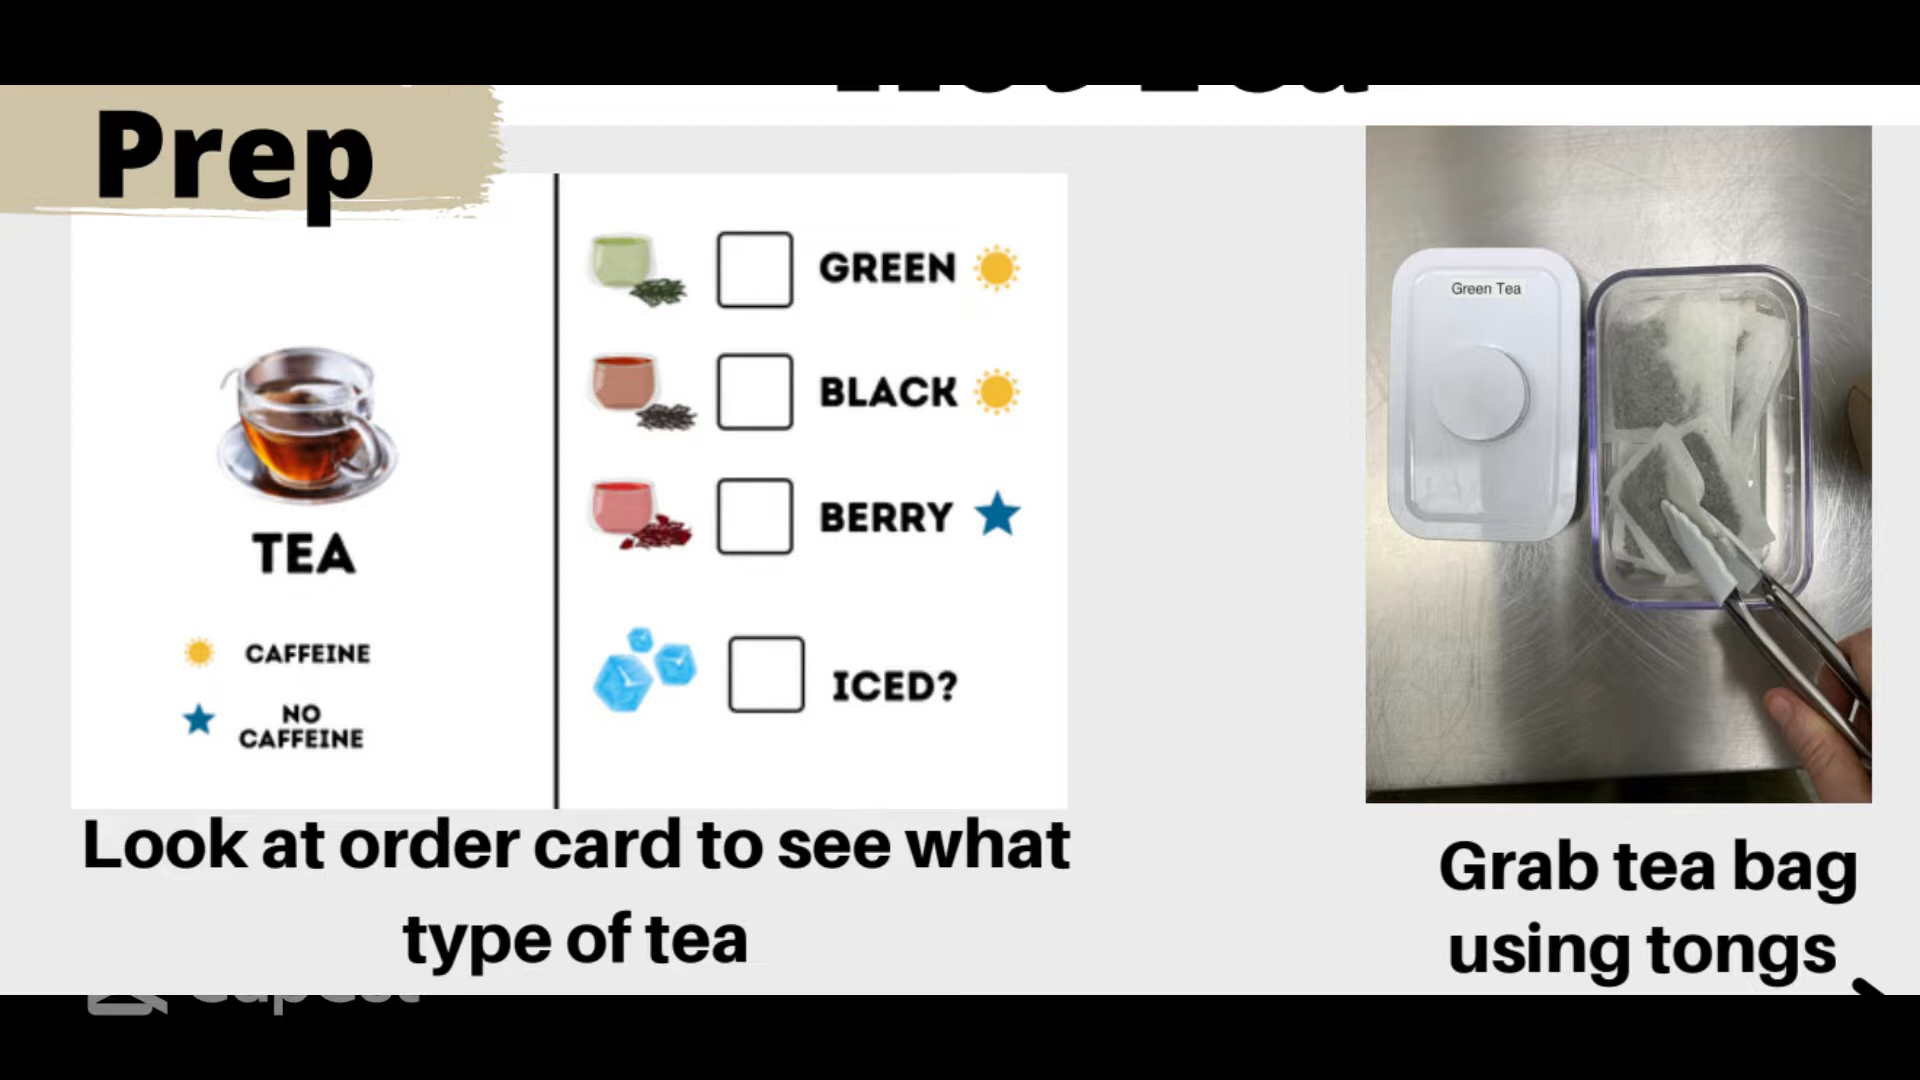 Prep
TEA
CAFFEINE
NO
CAFFEINE
GREEN
BLACK
BERRY
ICED?
Look at order card to see what
type of tea
Green Tea
Grab tea bag
using tongs